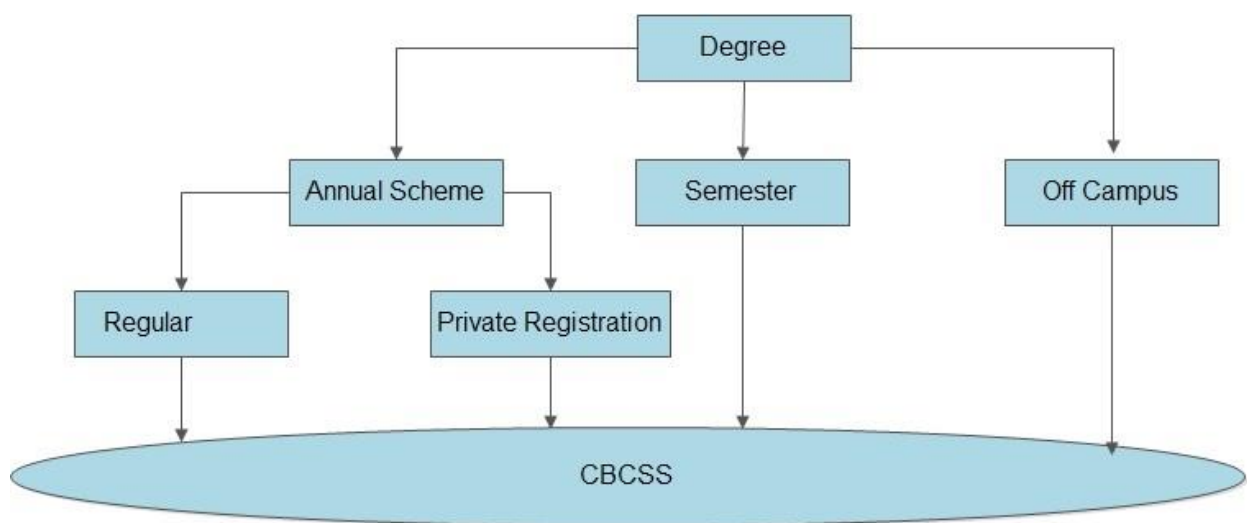 Degree
Annual Scheme
Semester
Off Campus
Regular
Private Registration
CBCSS